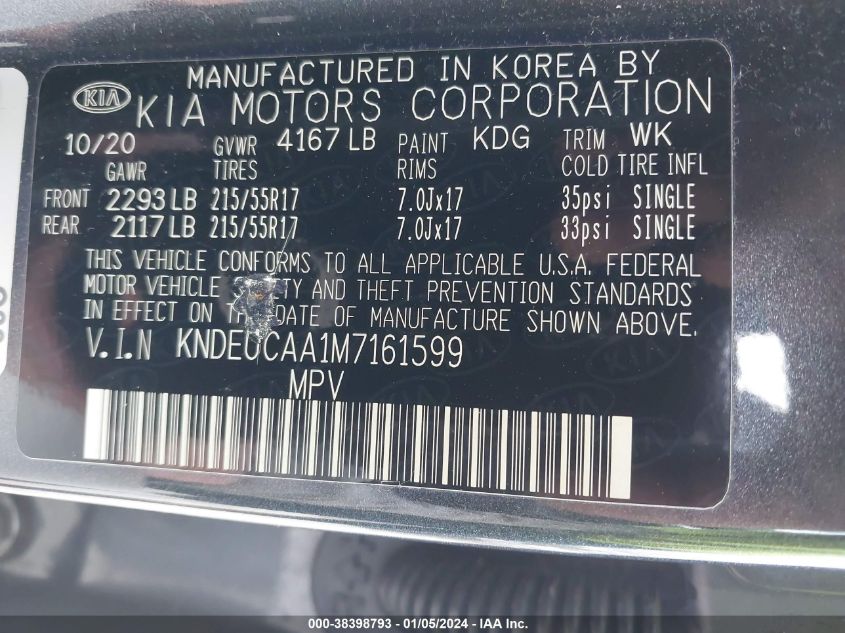 MANUFACTURED IN KOREA BY
KIA KIA MOTORS CORPORATION
10/20 GVWR 4167 LB PAINT KDG TRIM WK
GAWR TIRES RIMS COLD TIRE INFL
FRONT 2293 LB 215/55R17 7.0Jx17 35psi SINGLE
REAR 2117 LB 215/55R17 7.0Jx17 33psi SINGLE
THIS VEHICLE CONFORMS TO ALL APPLICABLE U.S.A. FEDERAL
MOTOR VEHICLE AND THEFT PREVENTION STANDARDS
IN EFFECT ON DATE OF MANUFACTURE SHOWN ABOVE.
V.I.N KNDEUCAA1M7161599
MPV
000-38398793 - 01/05/2024 - IAA Inc.